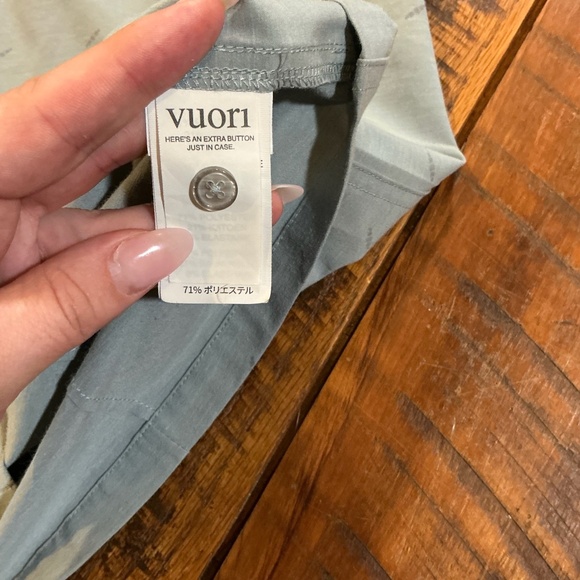 vuori
HERE'S AN EXTRA BUTTON
JUST IN CASE.
71% ポリエステル